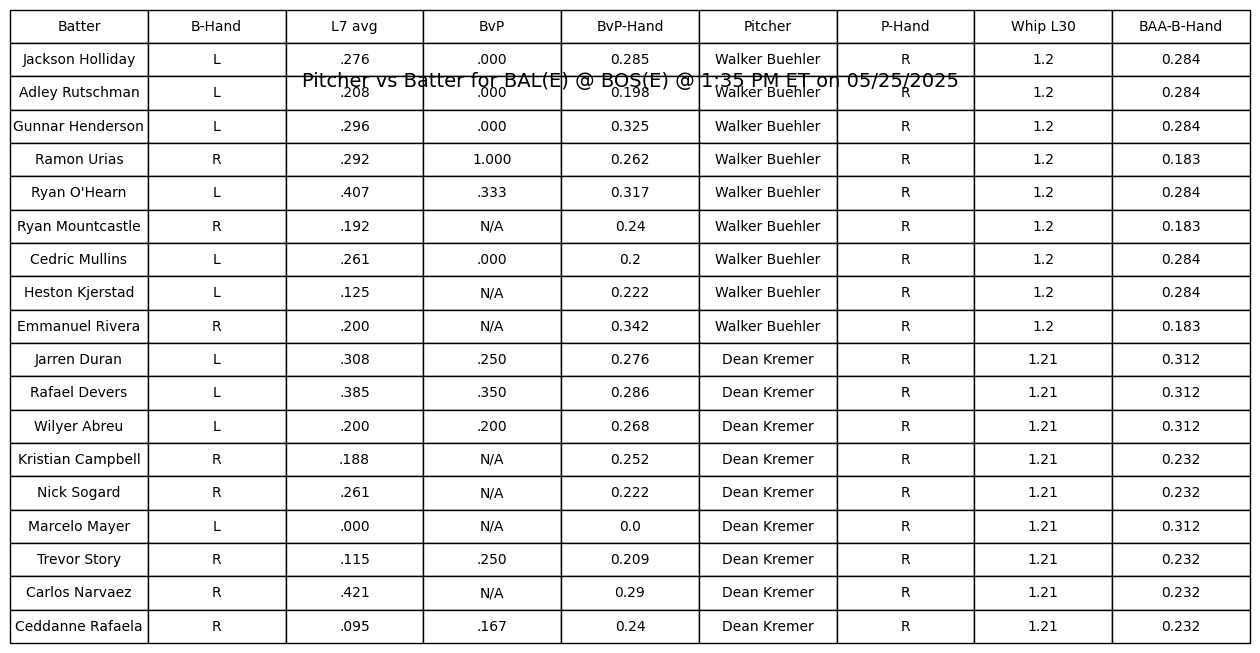 Batter B-Hand L7 avg BvP BvP-Hand Pitcher P-Hand Whip L30 BAA-B-Hand
Jackson Holliday L .276 .000 0.285 Walker Buehler R 1.2 0.284
Pitcher vs Batter for BAL(E) @ BOS(E) @ 1:35 PM ET on 05/25/2025
Adley Rutschman L .208 .000 0.198 Walker Buehler R 1.2 0.284
Gunnar Henderson L .296 .000 0.325 Walker Buehler R 1.2 0.284
Ramon Urias R .292 1.000 0.262 Walker Buehler R 1.2 0.183
Ryan O'Hearn L .407 .333 0.317 Walker Buehler R 1.2 0.284
Ryan Mountcastle R .192 N/A 0.24 Walker Buehler R 1.2 0.183
Cedric Mullins L .261 .000 0.2 Walker Buehler R 1.2 0.284
Heston Kjerstad L .125 N/A 0.222 Walker Buehler R 1.2 0.284
Emmanuel Rivera R .200 N/A 0.342 Walker Buehler R 1.2 0.183
Jarren Duran L .308 .250 0.276 Dean Kremer R 1.21 0.312
Rafael Devers L .385 .350 0.286 Dean Kremer R 1.21 0.312
Wilyer Abreu L .200 .200 0.268 Dean Kremer R 1.21 0.312
Kristian Campbell R .188 N/A 0.252 Dean Kremer R 1.21 0.232
Nick Sogard R .261 N/A 0.222 Dean Kremer R 1.21 0.232
Marcelo Mayer L .000 N/A 0.0 Dean Kremer R 1.21 0.312
Trevor Story R .115 .250 0.209 Dean Kremer R 1.21 0.232
Carlos Narvaez R .421 N/A 0.29 Dean Kremer R 1.21 0.232
Ceddanne Rafaela R .095 .167 0.24 Dean Kremer R 1.21 0.232